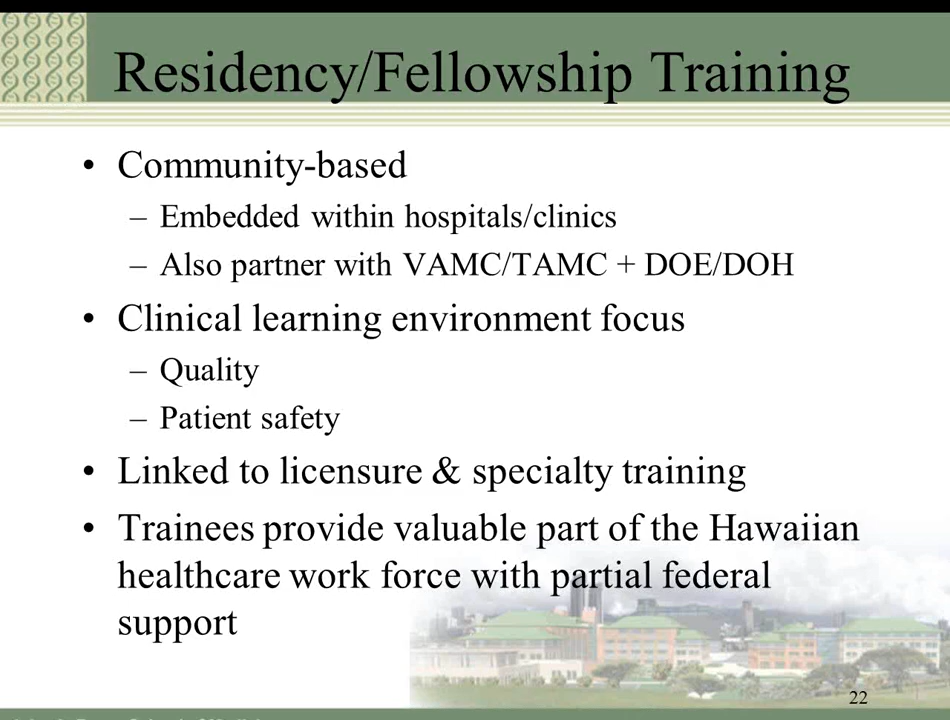 Residency/Fellowship Training
• Community-based
– Embedded within hospitals/clinics
– Also partner with VAMC/TAMC + DOE/DOH
• Clinical learning environment focus
– Quality
– Patient safety
• Linked to licensure & specialty training
• Trainees provide valuable part of the Hawaiian
healthcare work force with partial federal
support
22